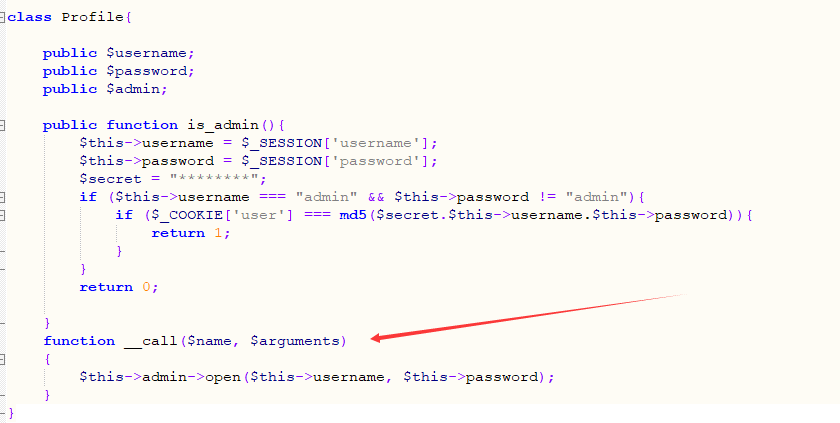 class Profile{
public $username;
public $password;
public $admin;
public function is_admin(){
$this->username = $_SESSION['username'];
$this->password = $_SESSION['password'];
$secret = "********";
if ($this->username === "admin" && $this->password != "admin"){
if ($_COOKIE['user'] === md5($secret.$this->username.$this->password)){
return 1;
}
}
return 0;
}
function __call($name, $arguments)
{
$this->admin->open($this->username, $this->password);
}
}